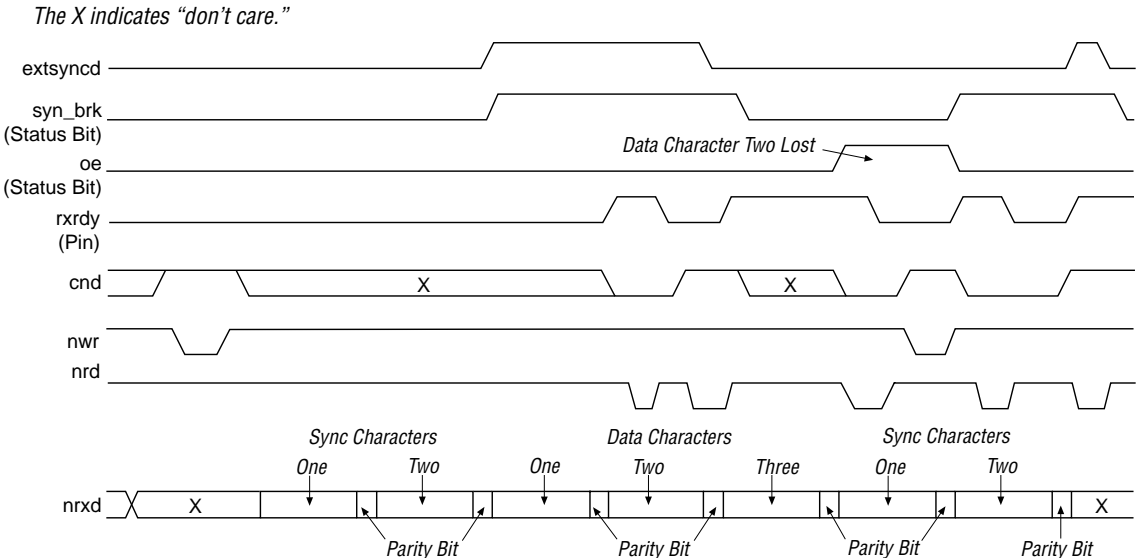 The X indicates “don’t care.”
extsyncd
syn_brk
(Status Bit)
Data Character Two Lost
oe
(Status Bit)
rxrdy
(Pin)
cnd
X
X
nwr
nrd
Sync Characters
Data Characters
Sync Characters
One
Two
One
Two
Three
One
Two
nrxd
X
X
Parity Bit
Parity Bit
Parity Bit
Parity Bit